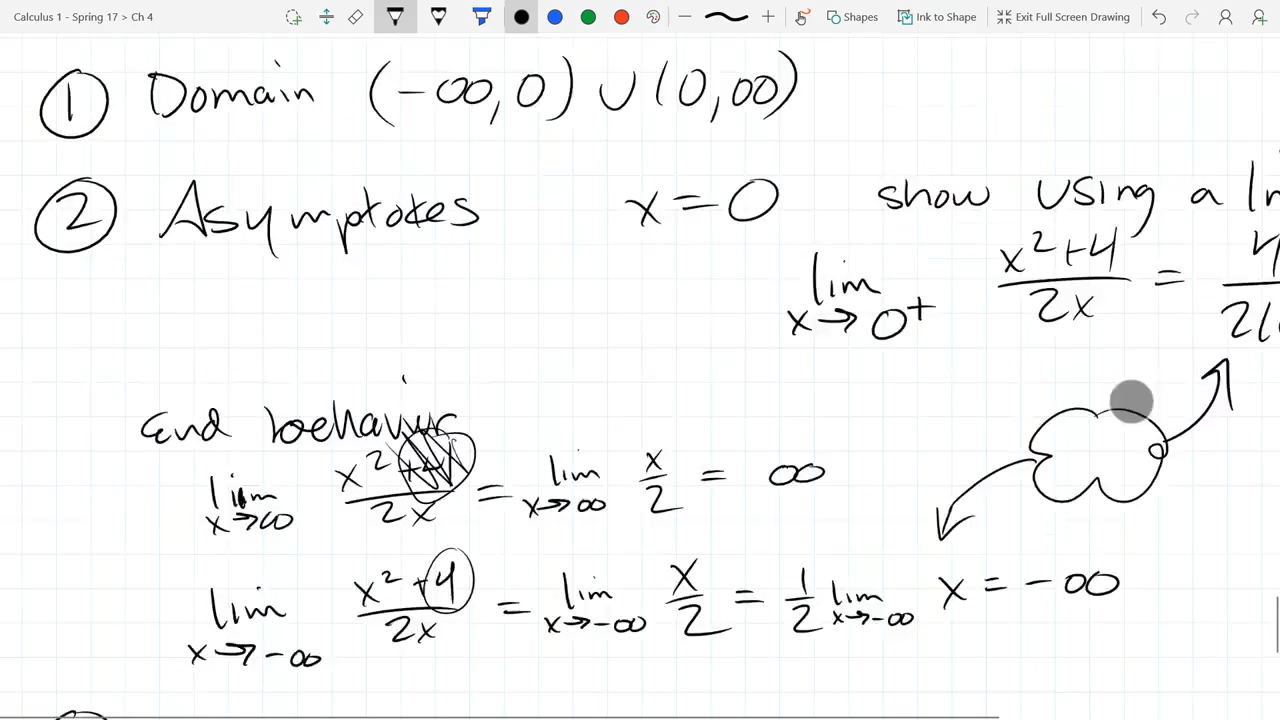 Calculus 1 - Spring 17 > Ch 4
Shapes
Ink to Shape
Exit Full Screen Drawing
① Domain (-∞,0) ∪ (0,∞)
② Asymptotes x = 0 show using a
lim x→0⁺ (x²+4)/(2x) = 4
End behavior
lim x→∞ x²+4/2x = lim x→∞ x/2 = ∞
lim x→-∞ x²+4/2x = lim x→-∞ x/2 = 1/2 lim x→-∞ x = -∞